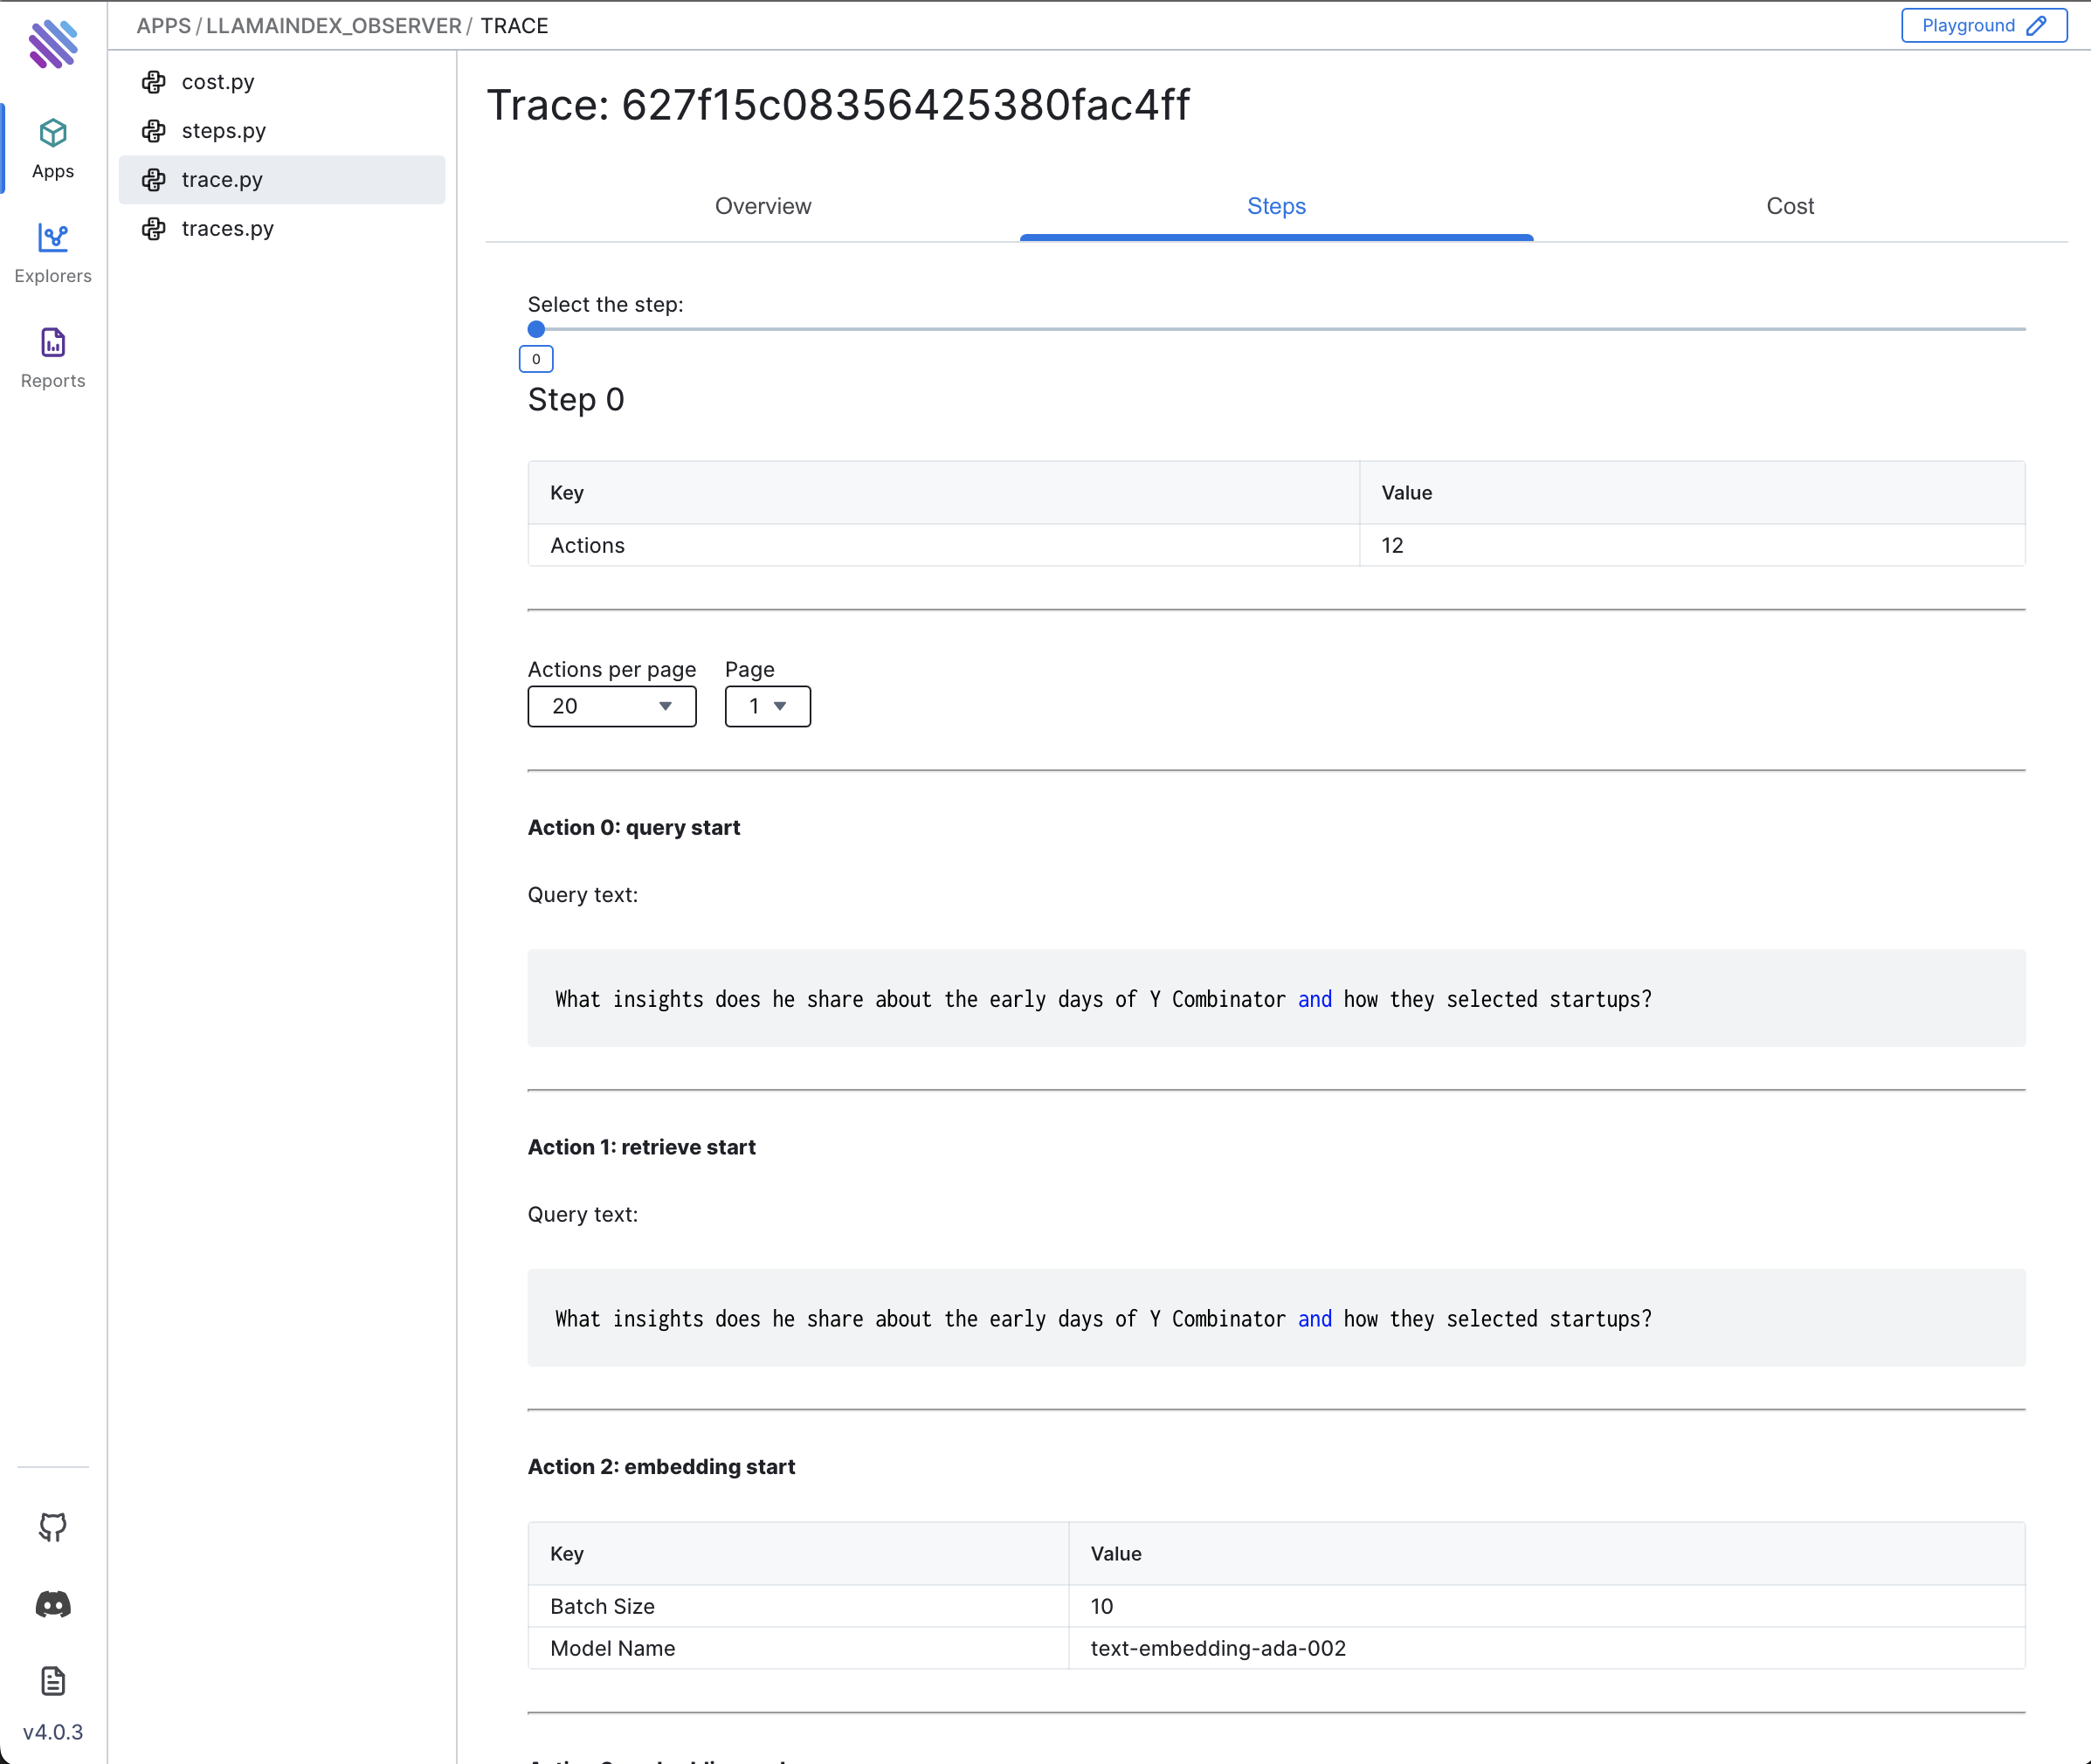 APPS / LLAMAINDEX_OBSERVER / TRACE
Playground
Apps
Explorers
Reports
v4.0.3
cost.py
steps.py
trace.py
traces.py
Trace: 627f15c08356425380fac4ff
Overview Steps Cost
Select the step:
0
Step 0
Key Value
Actions 12
Actions per page Page
20 1
Action 0: query start
Query text:
What insights does he share about the early days of Y Combinator and how they selected startups?
Action 1: retrieve start
Query text:
What insights does he share about the early days of Y Combinator and how they selected startups?
Action 2: embedding start
Key Value
Batch Size 10
Model Name text-embedding-ada-002